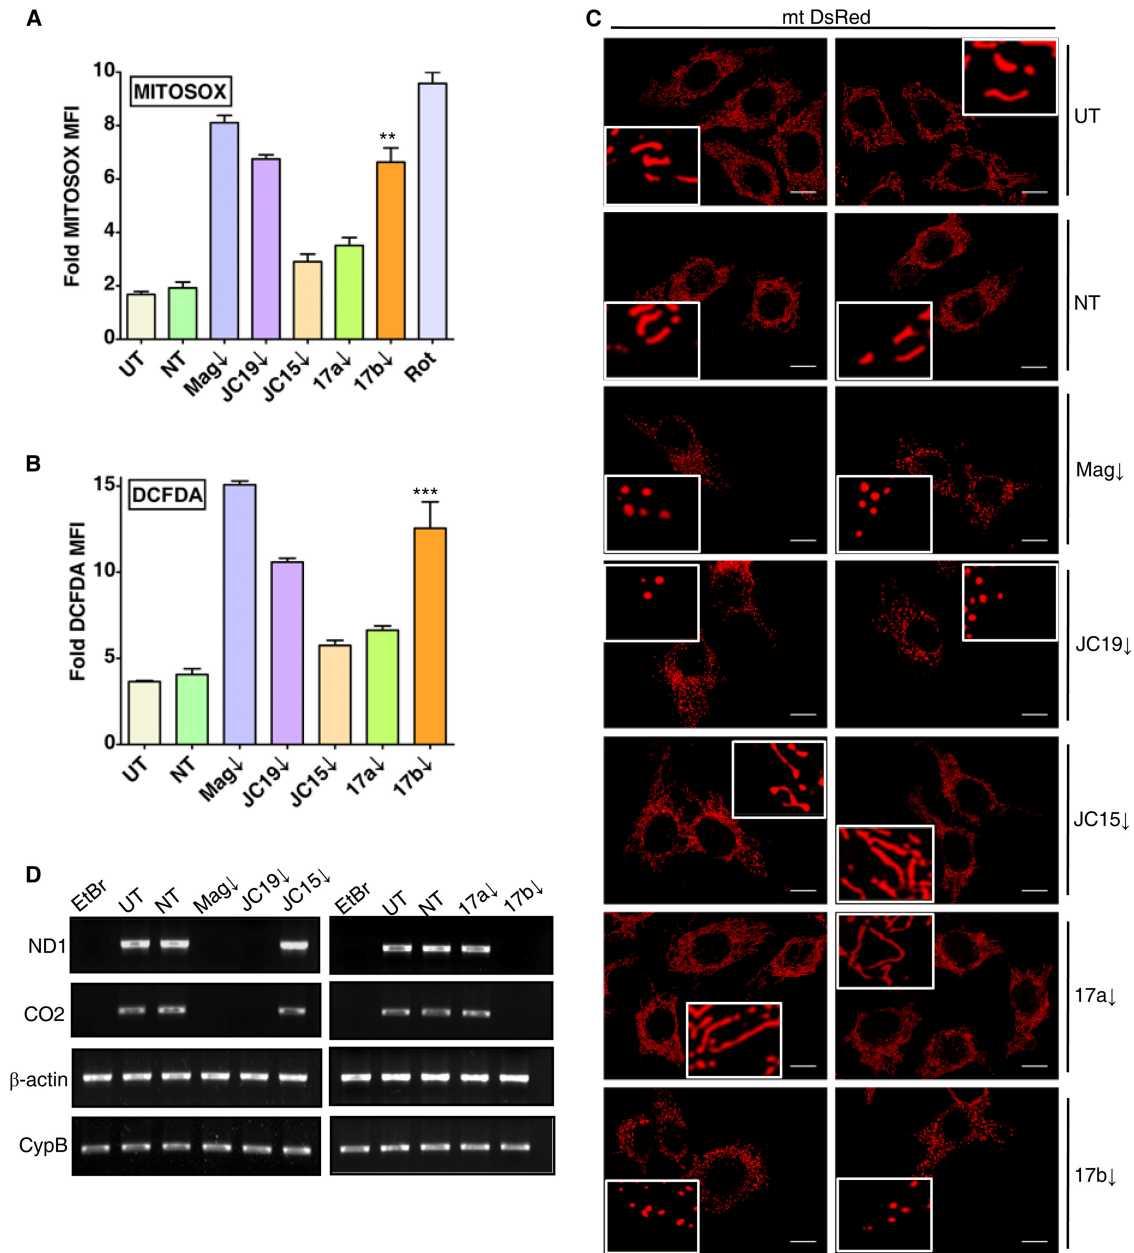 A
MITOSOX
Fold MITOSOX MFI
10
8
6
4
2
0
**
UT
NT
Mag↓
JC19↓
JC15↓
17a↓
17b↓
Rot
B
DCFDA
Fold DCFDA MFI
15
10
5
0
***
UT
NT
Mag↓
JC19↓
JC15↓
17a↓
17b↓
C
mt DsRed
UT
NT
Mag↓
JC19↓
JC15↓
17a↓
17b↓
D
EtBr UT NT Mag↓ JC19↓ JC15↓
EtBr UT NT 17a↓ 17b↓
ND1
CO2
β-actin
CypB